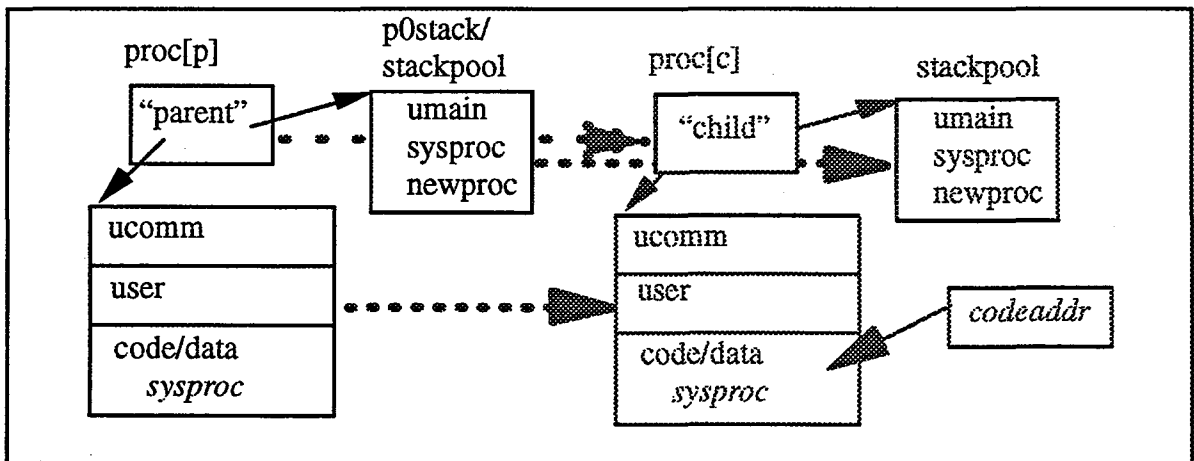 proc[p]
p0stack/
stackpool
proc[c]
stackpool
“parent”
umain
sysproc
newproc
“child”
umain
sysproc
newproc
ucomm
user
code/data
sysproc
ucomm
user
code/data
sysproc
codeaddr